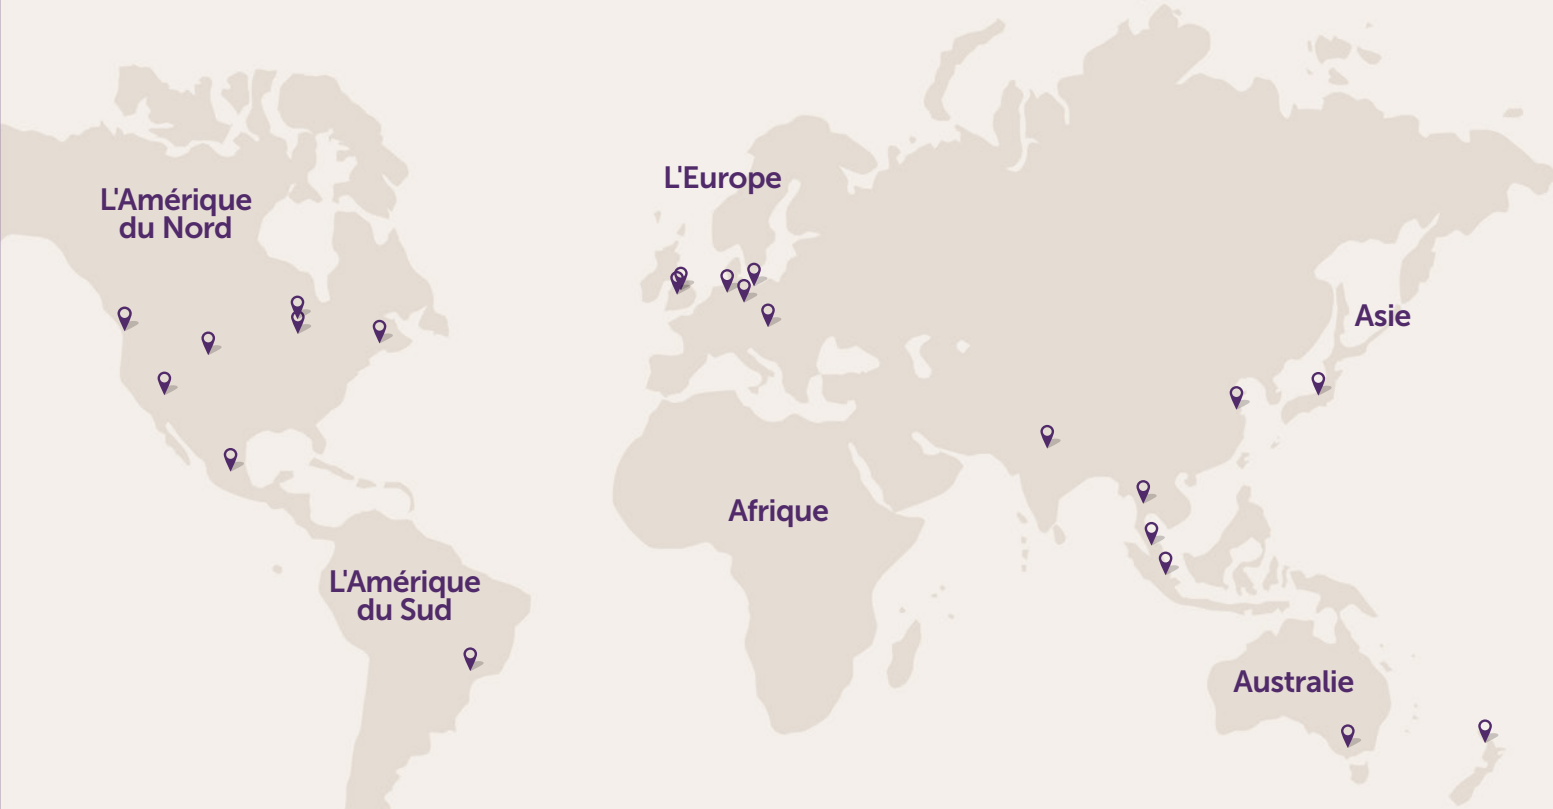 L'Europe
L'Amérique
du Nord
Asie
Afrique
L'Amérique
du Sud
Australie